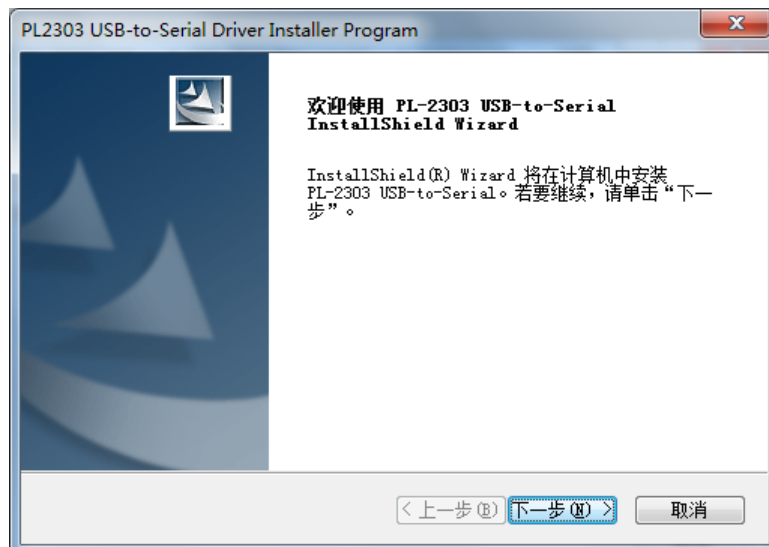 PL2303 USB-to-Serial Driver Installer Program
欢迎使用 PL-2303 USB-to-Serial
InstallShield Wizard
InstallShield(R) Wizard 将在计算机中安装
PL-2303 USB-to-Serial。若要继续，请单击“下一
步”。
< 上一步(B) 下一步(N) > 取消